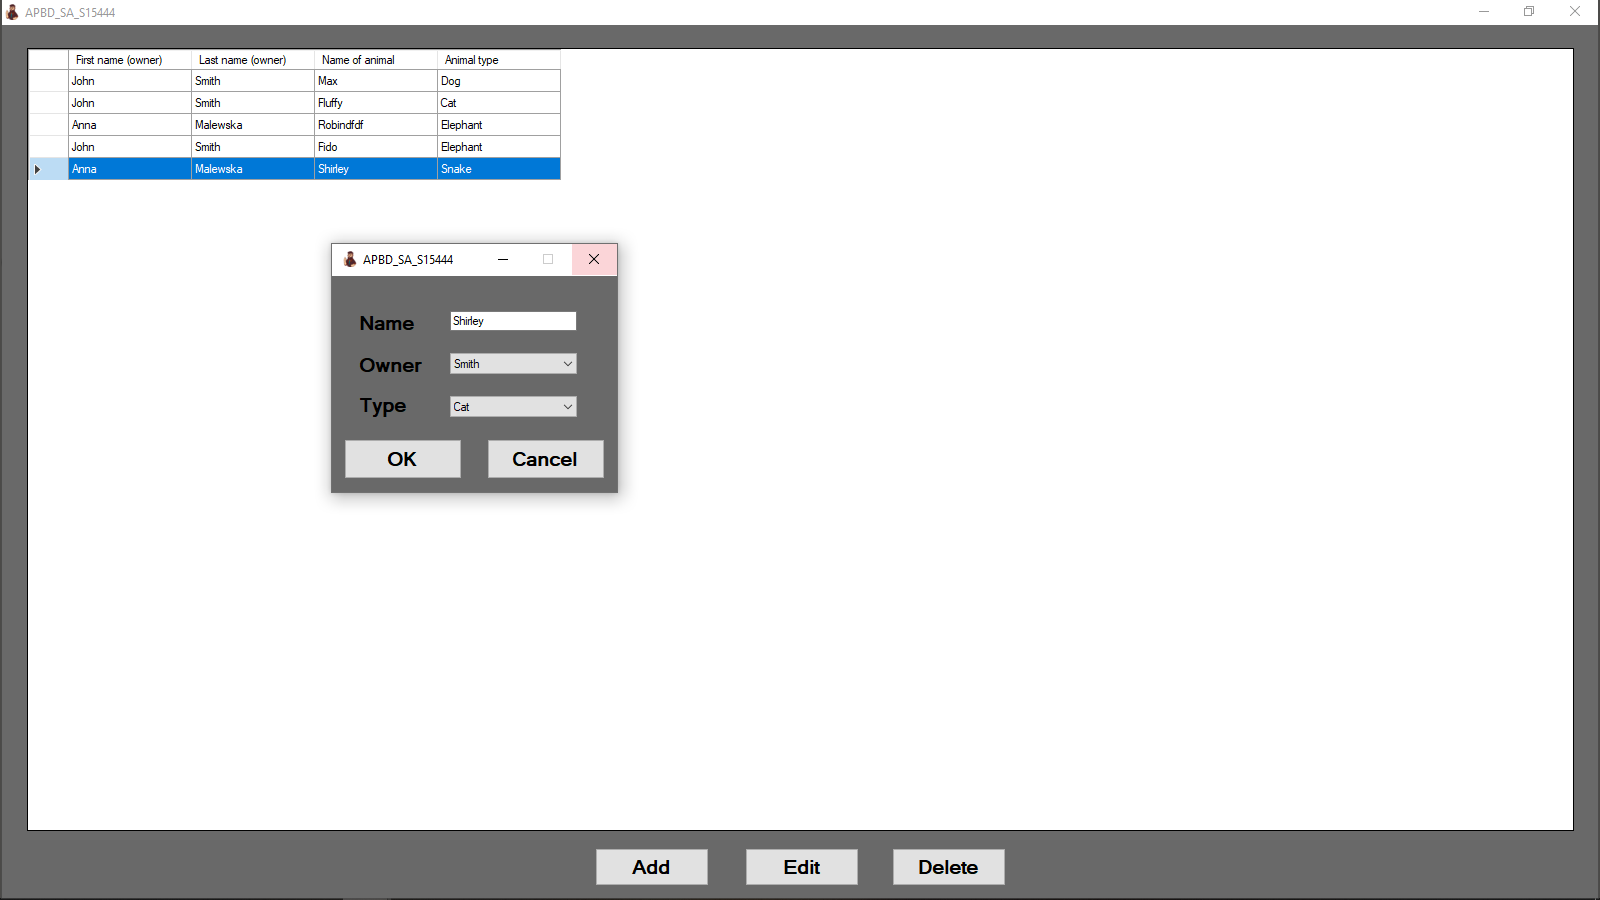 APBD_SA_S15444
First name (owner) Last name (owner) Name of animal Animal type
John Smith Max Dog
John Smith Fluffy Cat
Anna Malewska Robindfdf Elephant
John Smith Fido Elephant
Anna Malewska Shirley Snake
APBD_SA_S15444
Name Shirley
Owner Smith
Type Cat
OK Cancel
Add Edit Delete